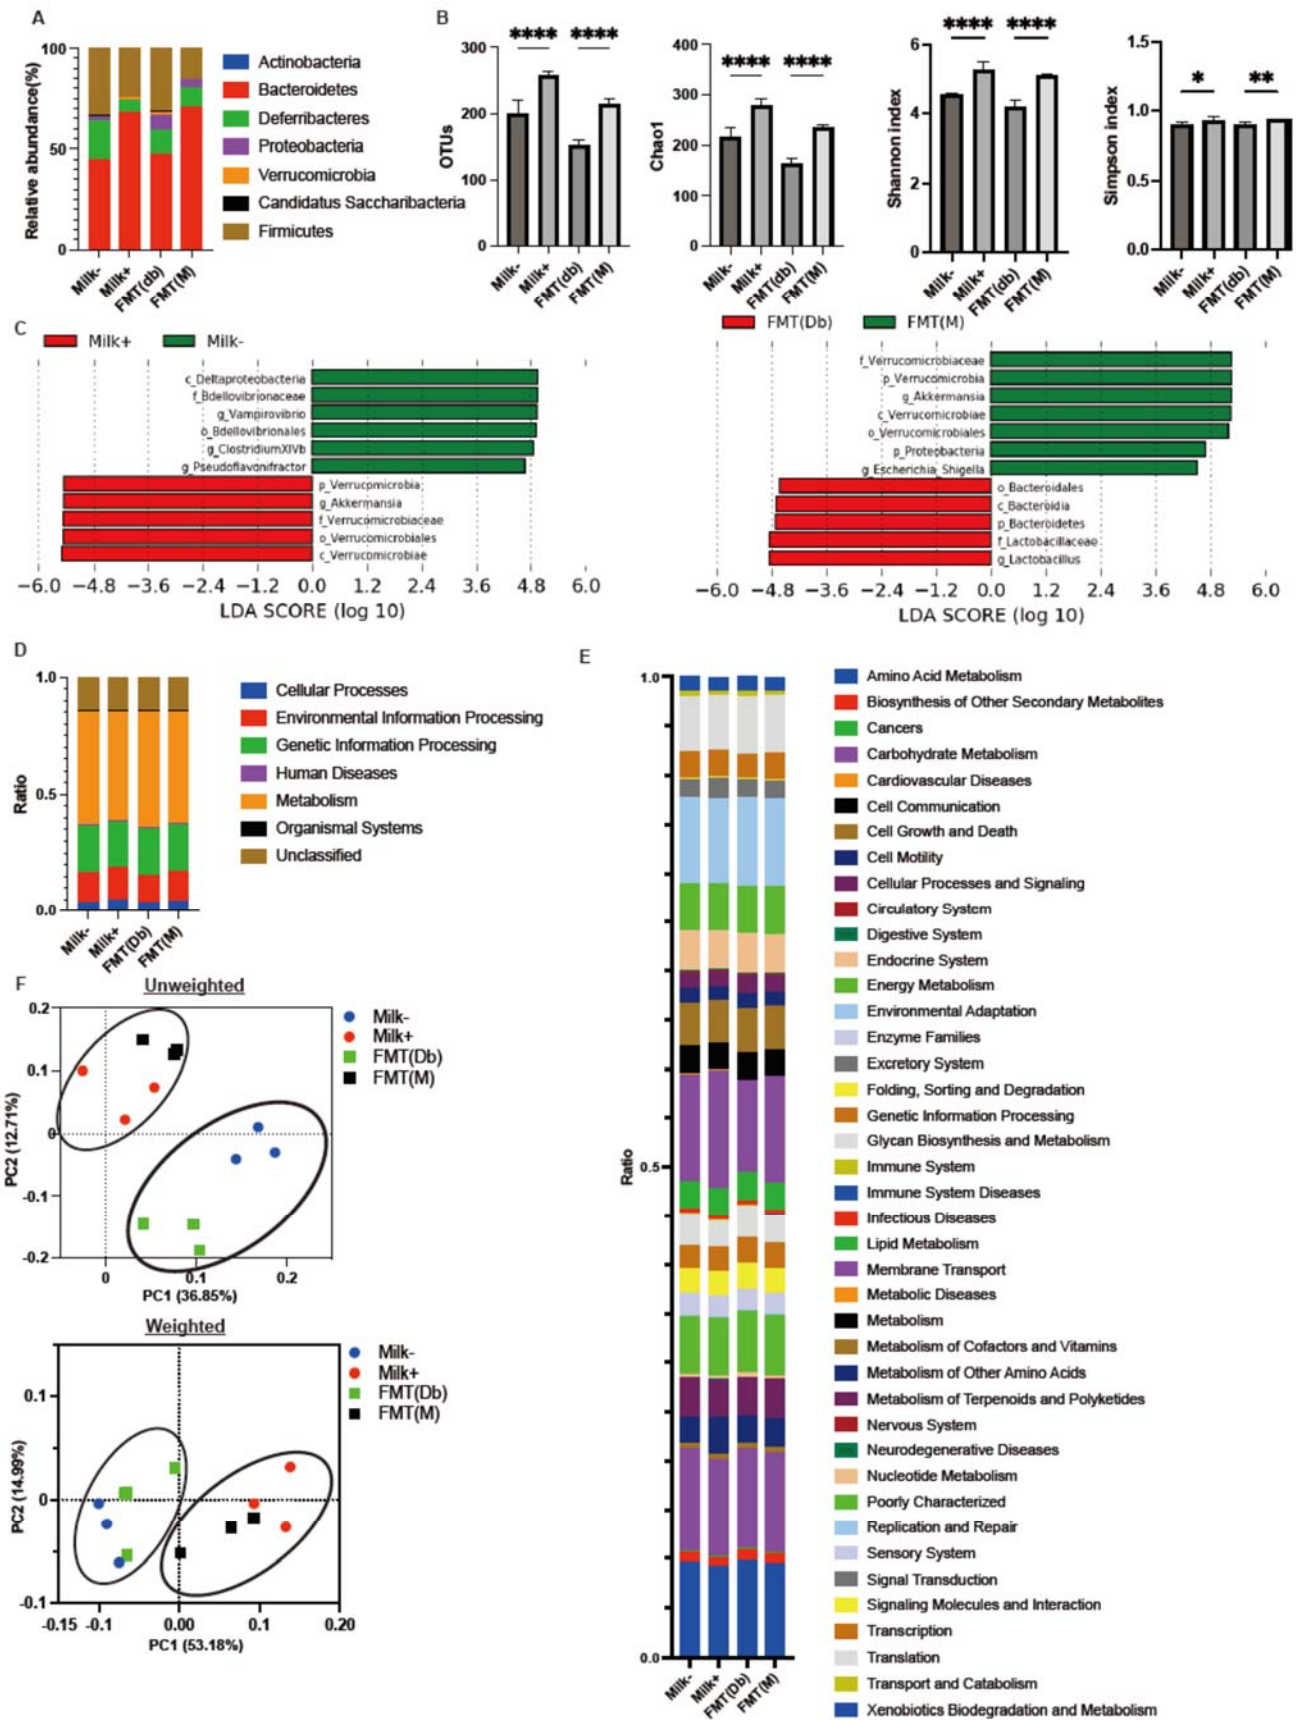 A
Relative abundance(%)
100
50
0
Milk-
Milk+
FMT(db)
FMT(M)
Actinobacteria
Bacteroidetes
Deferribacteres
Proteobacteria
Verrucomicrobia
Candidatus Saccharibacteria
Firmicutes
B
OTUs
300
200
100
0
**** ****
Milk-
Milk+
FMT(db)
FMT(M)
Chao1
400
300
200
100
0
**** ****
Milk-
Milk+
FMT(db)
FMT(M)
Shannon index
6
4
2
0
**** ****
Milk-
Milk+
FMT(db)
FMT(M)
Simpson index
1.5
1.0
0.5
0.0
* **
Milk-
Milk+
FMT(db)
FMT(M)
C
Milk+ Milk-
c_Deltaproteobacteria
f_Bdellovibrionaceae
g_Vampirovibrio
o_Bdellovibrionales
g_ClostridiumXIVb
g_Pseudoflavonifractor
p_Verrucomicrobia
g_Akkermansia
f_Verrucomicrobiaceae
o_Verrucomicrobiales
c_Verrucomicrobiae
−6.0 −4.8 −3.6 −2.4 −1.2 0.0 1.2 2.4 3.6 4.8 6.0
LDA SCORE (log 10)
FMT(Db) FMT(M)
f_Verrucomicrobiaceae
p_Verrucomicrobia
g_Akkermansia
c_Verrucomicrobiae
o_Verrucomicrobiales
p_Proteobacteria
g_Escherichia_Shigella
o_Bacteroidales
c_Bacteroidia
p_Bacteroidetes
f_Lactobacillaceae
g_Lactobacillus
−6.0 −4.8 −3.6 −2.4 −1.2 0.0 1.2 2.4 3.6 4.8 6.0
LDA SCORE (log 10)
D
Ratio
1.0
0.5
0.0
Milk-
Milk+
FMT(Db)
FMT(M)
Cellular Processes
Environmental Information Processing
Genetic Information Processing
Human Diseases
Metabolism
Organismal Systems
Unclassified
E
Ratio
1.0
0.5
0.0
Milk-
Milk+
FMT(Db)
FMT(M)
Amino Acid Metabolism
Biosynthesis of Other Secondary Metabolites
Cancers
Carbohydrate Metabolism
Cardiovascular Diseases
Cell Communication
Cell Growth and Death
Cell Motility
Cellular Processes and Signaling
Circulatory System
Digestive System
Endocrine System
Energy Metabolism
Environmental Adaptation
Enzyme Families
Excretory System
Folding, Sorting and Degradation
Genetic Information Processing
Glycan Biosynthesis and Metabolism
Immune System
Immune System Diseases
Infectious Diseases
Lipid Metabolism
Membrane Transport
Metabolic Diseases
Metabolism
Metabolism of Cofactors and Vitamins
Metabolism of Other Amino Acids
Metabolism of Terpenoids and Polyketides
Nervous System
Neurodegenerative Diseases
Nucleotide Metabolism
Poorly Characterized
Replication and Repair
Sensory System
Signal Transduction
Signaling Molecules and Interaction
Transcription
Translation
Transport and Catabolism
Xenobiotics Biodegradation and Metabolism
F
Unweighted
PC2 (12.71%)
0.2
0.1
0
-0.1
-0.2
0 0.1 0.2
PC1 (36.85%)
Milk-
Milk+
FMT(Db)
FMT(M)
Weighted
PC2 (14.99%)
0.1
0
-0.1
-0.15 -0.1 0.00 0.1 0.20
PC1 (53.18%)
Milk-
Milk+
FMT(Db)
FMT(M)